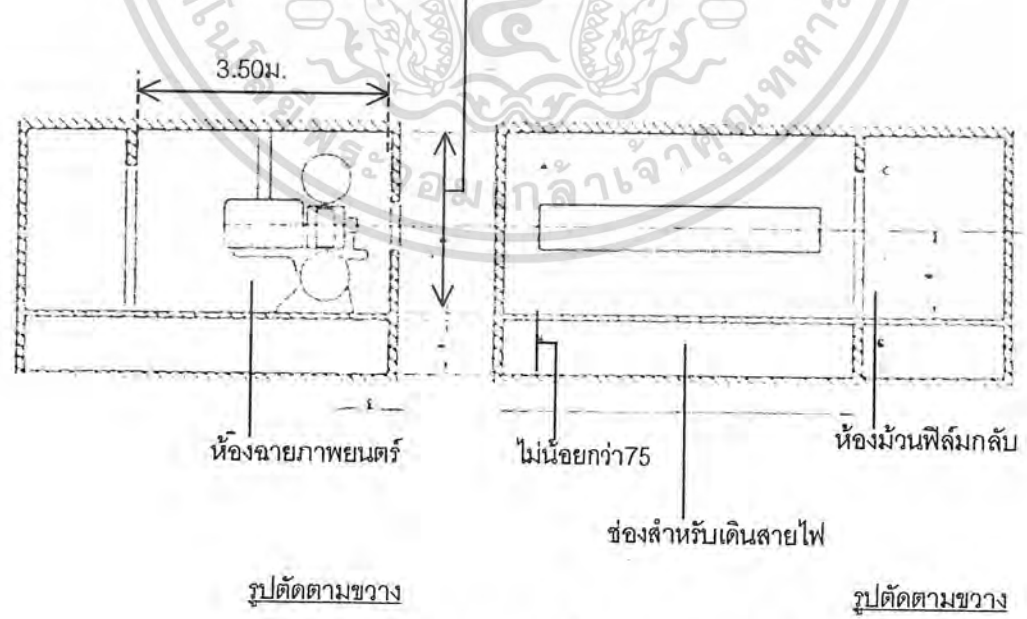 3.50ม.
ห้องฉายภาพยนตร์
ไม่น้อยกว่า75
ห้องม้วนฟิล์มกลับ
ช่องสำหรับเดินสายไฟ
รูปตัดตามขวาง
รูปตัดตามขวาง